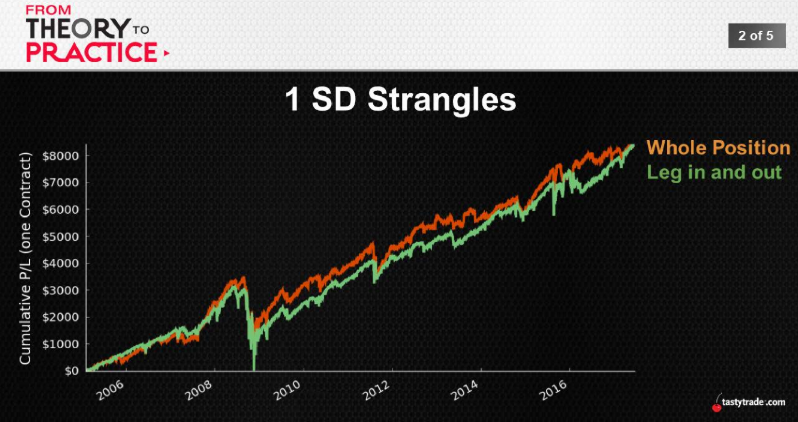 FROM
THEORY TO
PRACTICE
2 of 5
1 SD Strangles
Whole Position
Leg in and out
Cumulative P/L (one Contract)
$8000
$7000
$6000
$5000
$4000
$3000
$2000
$1000
$0
2006
2008
2010
2012
2014
2016
tastytrade.com